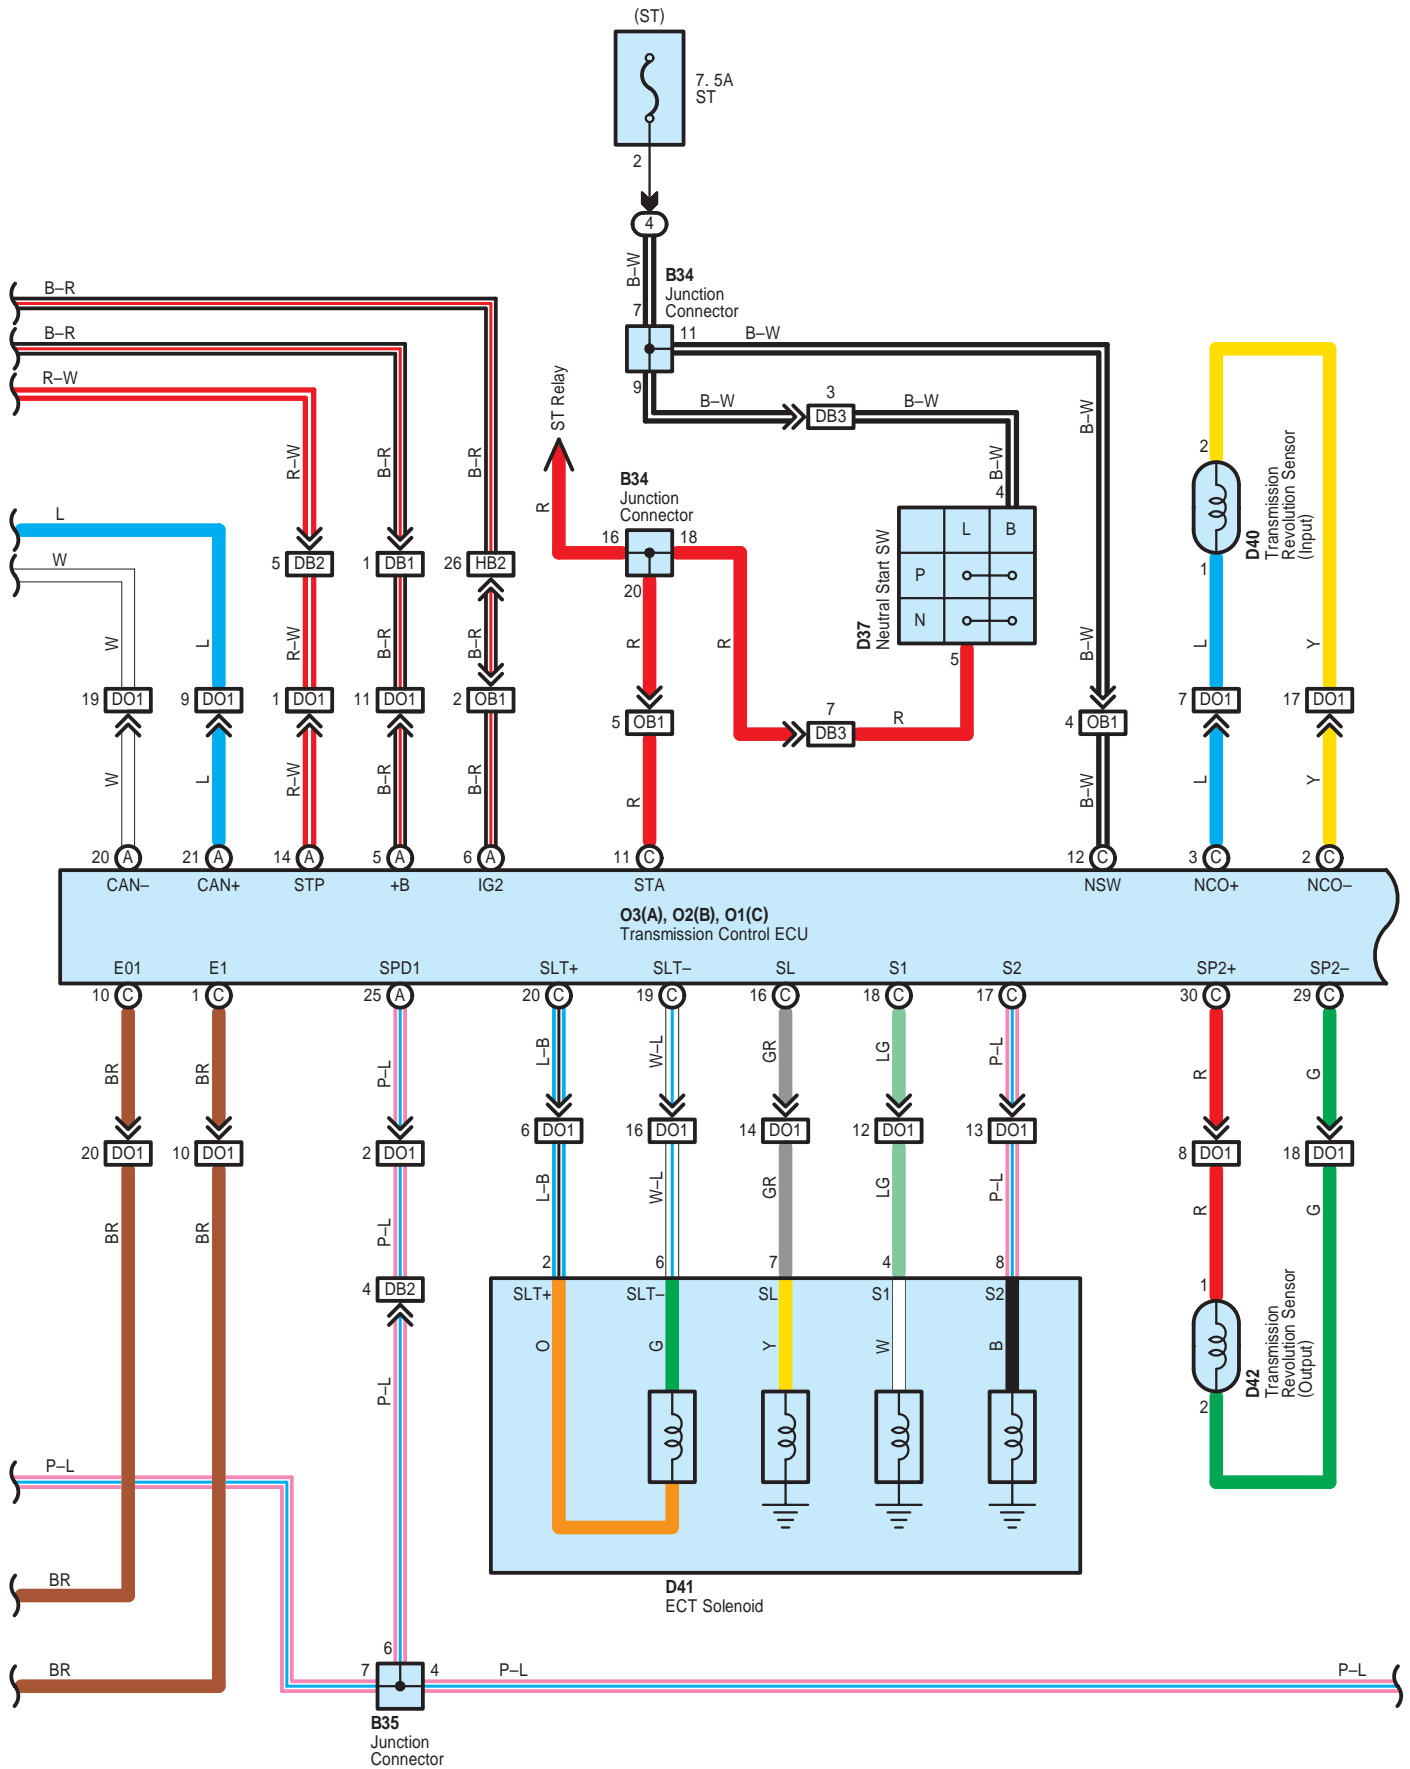 (ST)
7. 5A
ST
2
4
B–W
B34
Junction
Connector
7
11
B–W
9
B–R
B–R
R–W
3
B–W
DB3
B–W
B–W
ST Relay
B–W
4
2
D40
Transmission
Revolution Sensor
(Input)
1
R–W
B–R
B–R
R
B34
Junction
Connector
16
18
20
L
W
5 DB2
1 DB1
26 HB2
D37
Neutral Start SW
L B
P
N
5
W
L
R–W
B–R
B–R
R
R
B–W
L
Y
19 DO1
9 DO1
1 DO1
11 DO1
2 OB1
5 OB1
7
DB3
R
4 OB1
7 DO1
17 DO1
W
L
R–W
B–R
B–R
R
B–W
L
Y
20 A
21 A
14 A
5 A
6 A
11 C
12 C
3 C
2 C
CAN–
CAN+
STP
+B
IG2
STA
NSW
NCO+
NCO–
O3(A), O2(B), O1(C)
Transmission Control ECU
E01
E1
SPD1
SLT+
SLT–
SL
S1
S2
SP2+
SP2–
10 C
1 C
25 A
20 C
19 C
16 C
18 C
17 C
30 C
29 C
BR
BR
P–L
L–B
W–L
GR
LG
P–L
R
G
20 DO1
10 DO1
2 DO1
6 DO1
16 DO1
14 DO1
12 DO1
13 DO1
8 DO1
18 DO1
BR
BR
P–L
L–B
W–L
GR
LG
P–L
R
G
4 DB2
2
6
7
4
8
1
SLT+
SLT–
SL
S1
S2
O
G
Y
W
B
D42
Transmission
Revolution Sensor
(Output)
2
P–L
P–L
BR
D41
ECT Solenoid
BR
6
7
4
P–L
P–L
B35
Junction
Connector